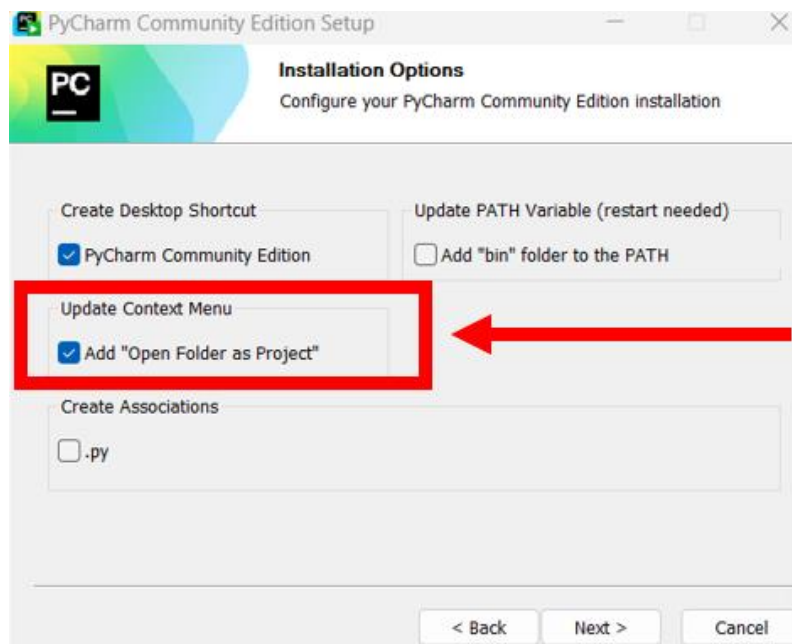 PyCharm Community Edition Setup
PC
Installation Options
Configure your PyCharm Community Edition installation
Create Desktop Shortcut
PyCharm Community Edition
Update PATH Variable (restart needed)
Add "bin" folder to the PATH
Update Context Menu
Add "Open Folder as Project"
Create Associations
.py
< Back
Next >
Cancel